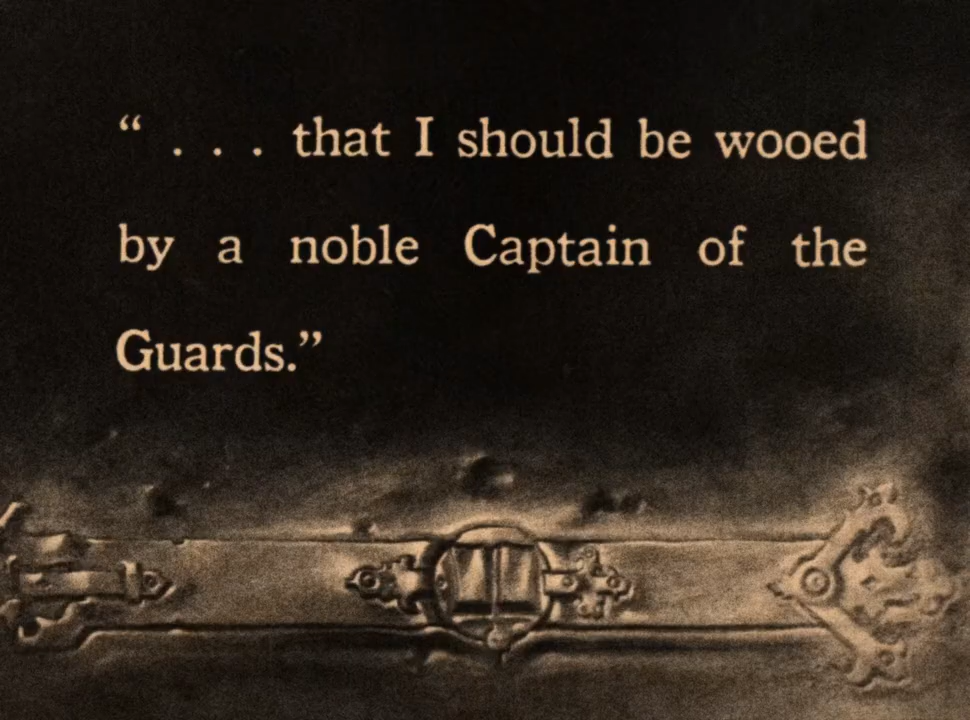 “ . . . that I should be wooed
by a noble Captain of the
Guards.”